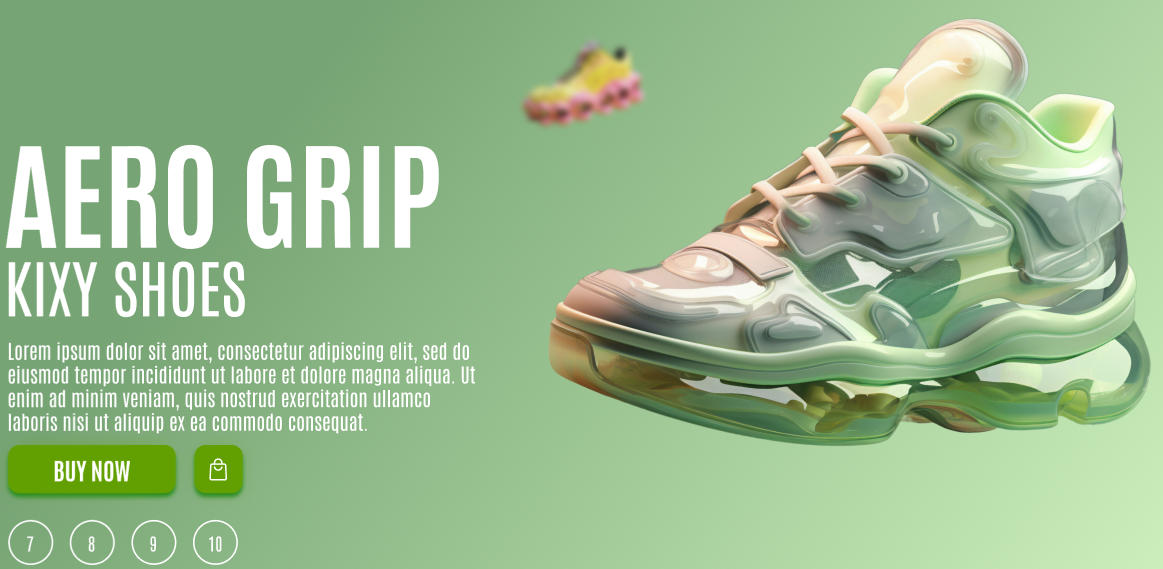 AERO GRIP
KIXY SHOES
Lorem ipsum dolor sit amet, consectetur adipiscing elit, sed do
eiusmod tempor incididunt ut labore et dolore magna aliqua. Ut
enim ad minim veniam, quis nostrud exercitation ullamco
laboris nisi ut aliquip ex ea commodo consequat.
BUY NOW
7 8 9 10